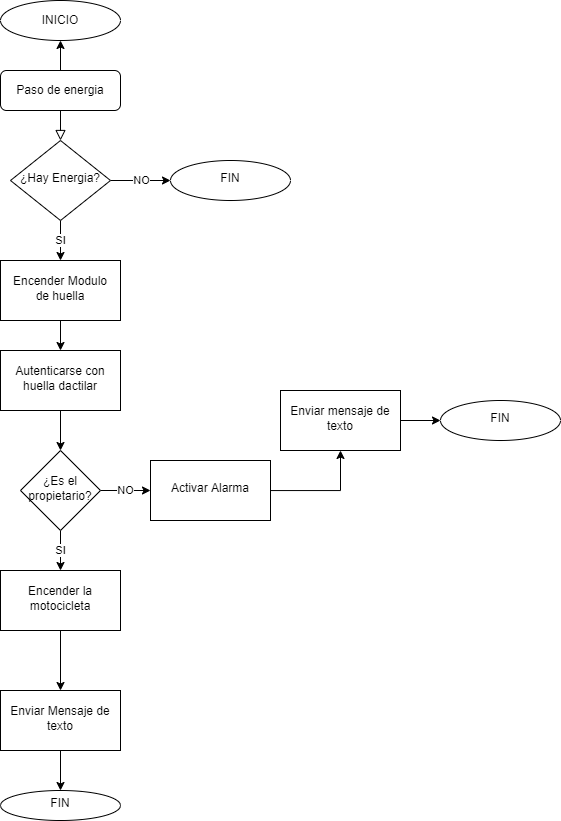 INICIO
Paso de energia
¿Hay Energia?
NO
FIN
SI
Encender Modulo
de huella
Autenticarse con
huella dactilar
Enviar mensaje de
texto
FIN
¿Es el
propietario?
NO
Activar Alarma
SI
Encender la
motocicleta
Enviar Mensaje de
texto
FIN